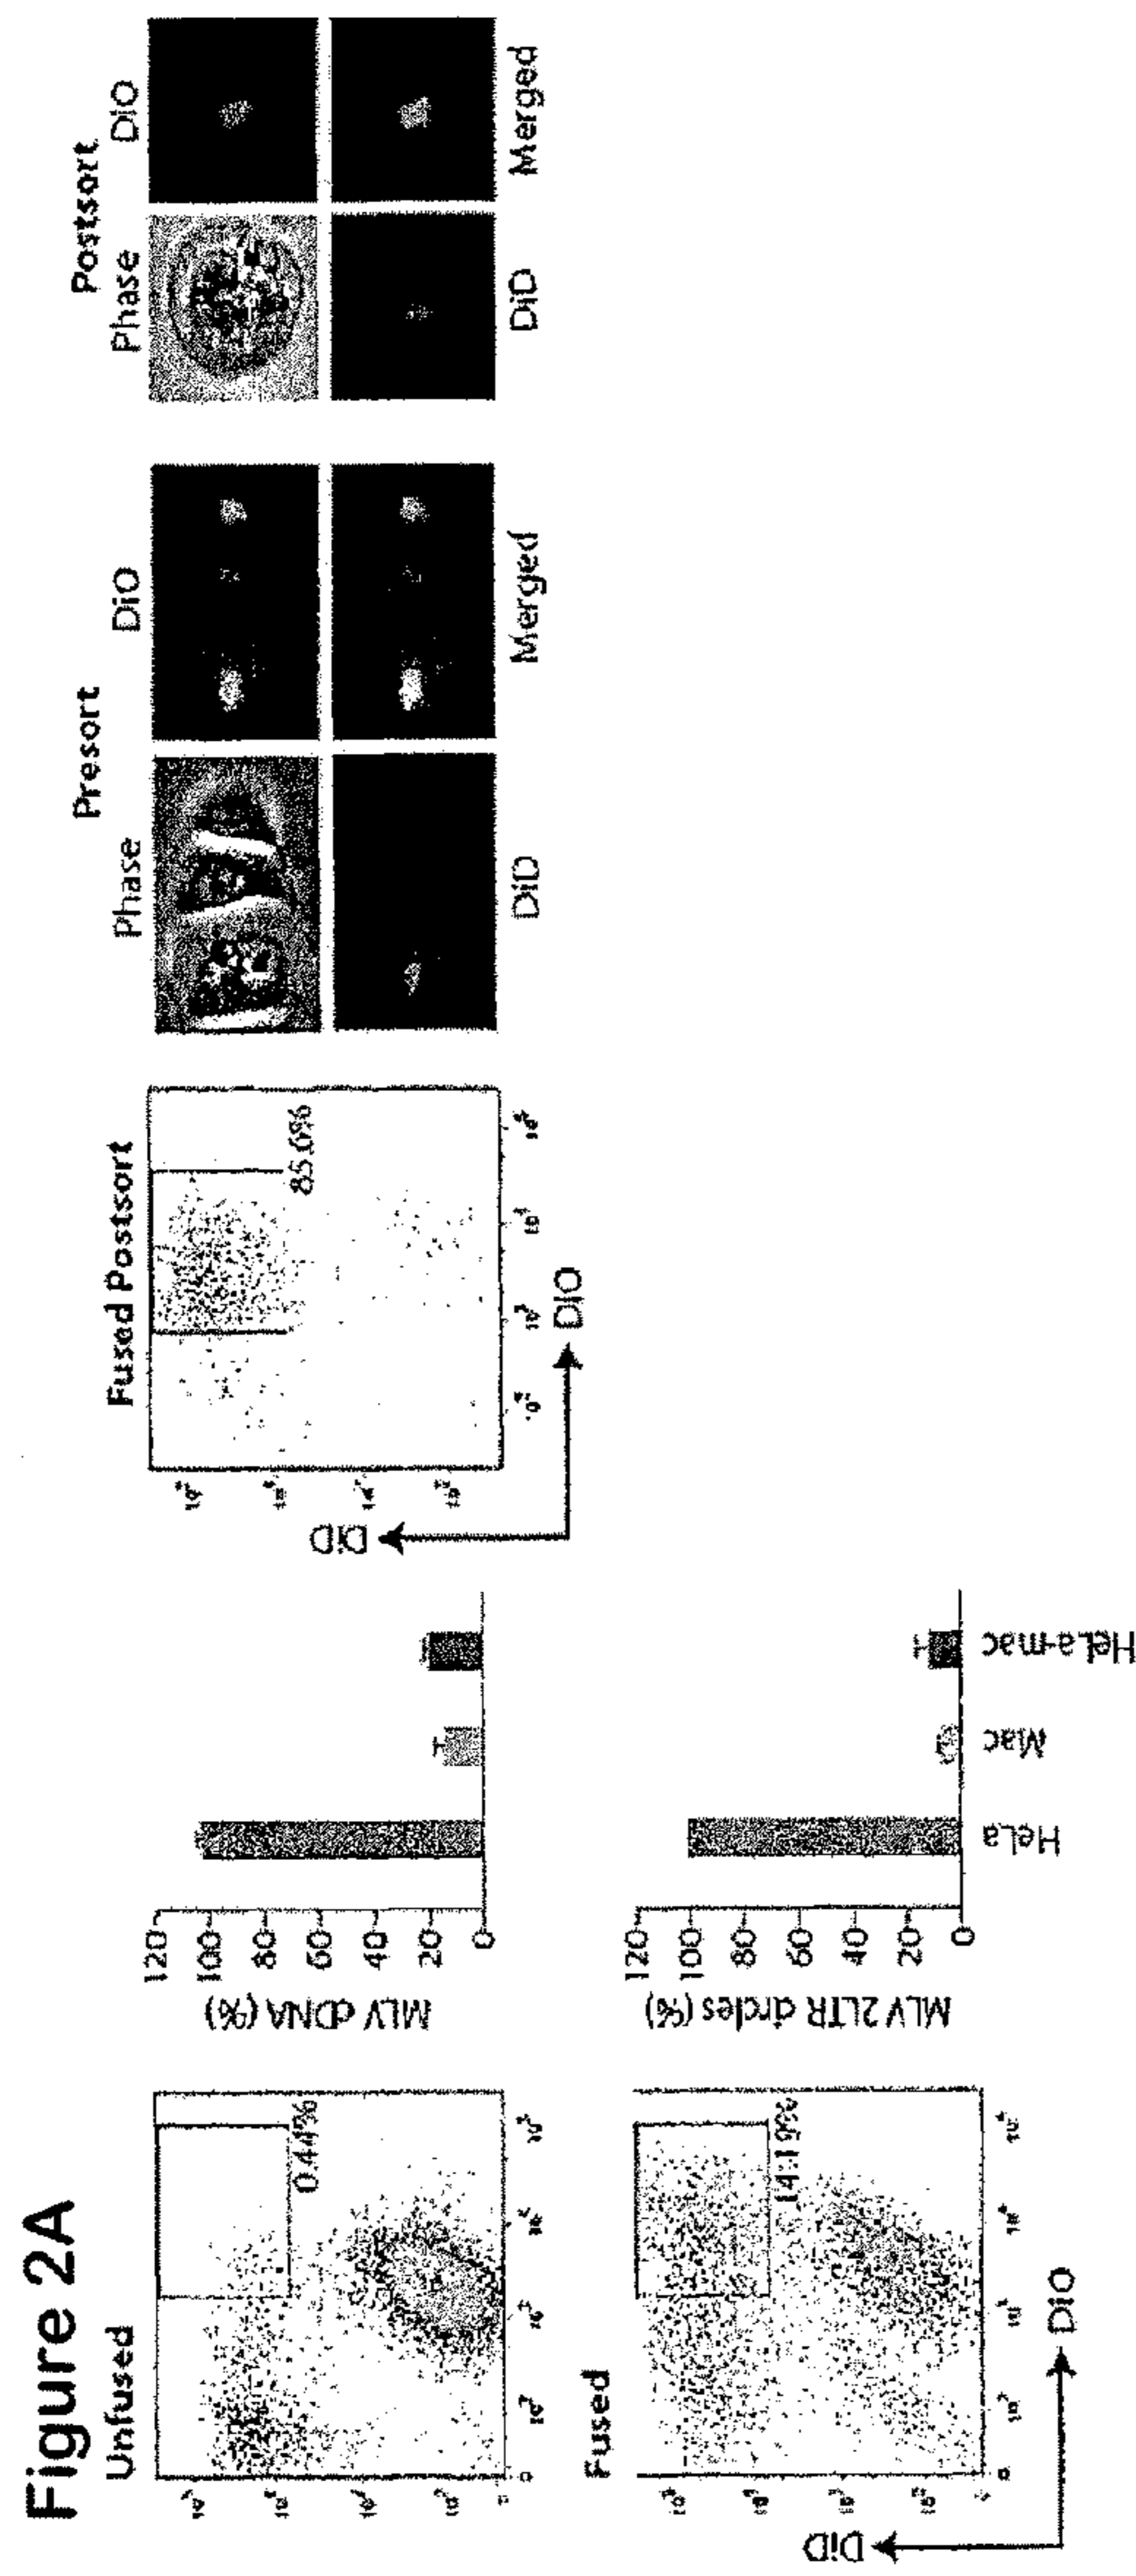 Figure 2A
Unfused
0.44%
Fused
14.19%
DiD
DiO
MLV cDNA (%)
120
100
80
60
40
20
0
MLV 2LTR circles (%)
120
100
80
60
40
20
0
HeLa
Mac
HeLa-mac
Fused Postsort
85.6%
DiD
DiO
Presort
Phase
DiO
DiD
Merged
Postsort
Phase
DiO
DiD
Merged